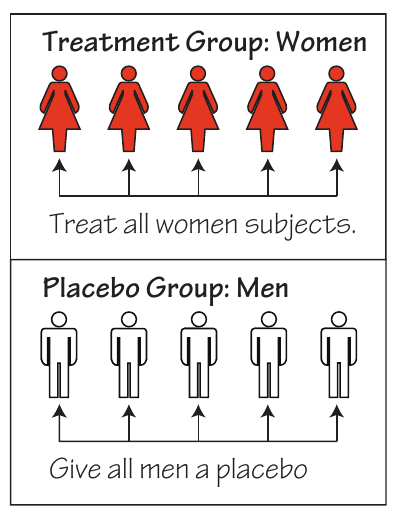 Treatment Group: Women
Treat all women subjects.
Placebo Group: Men
Give all men a placebo